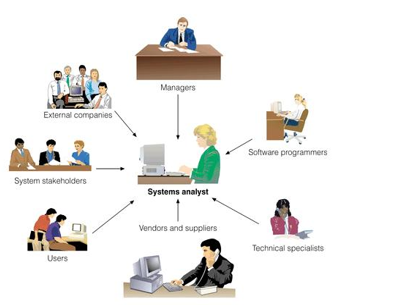 Managers
External companies
Software programmers
System stakeholders
Systems analyst
Vendors and suppliers
Users
Technical specialists